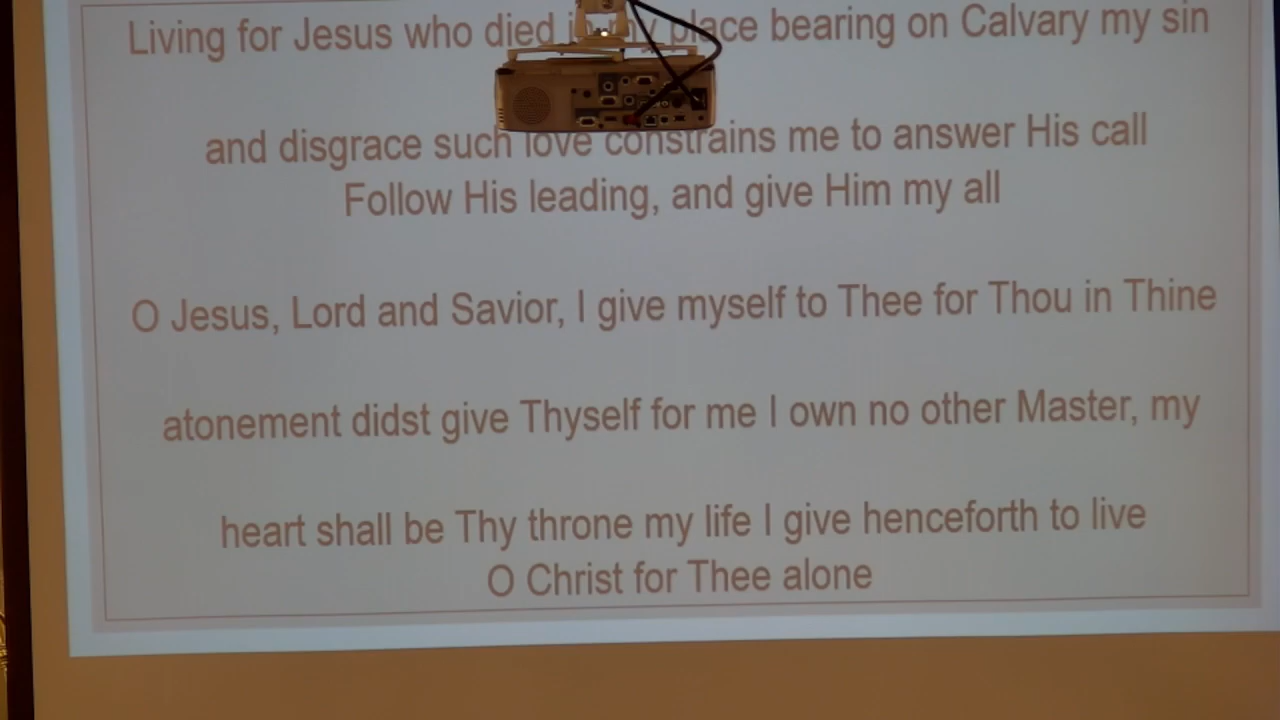 Living for Jesus who died place bearing on Calvary my sin
and disgrace such love constrains me to answer His call
Follow His leading, and give Him my all
O Jesus, Lord and Savior, I give myself to Thee for Thou in Thine
atonement didst give Thyself for me I own no other Master, my
heart shall be Thy throne my life I give henceforth to live
O Christ for Thee alone